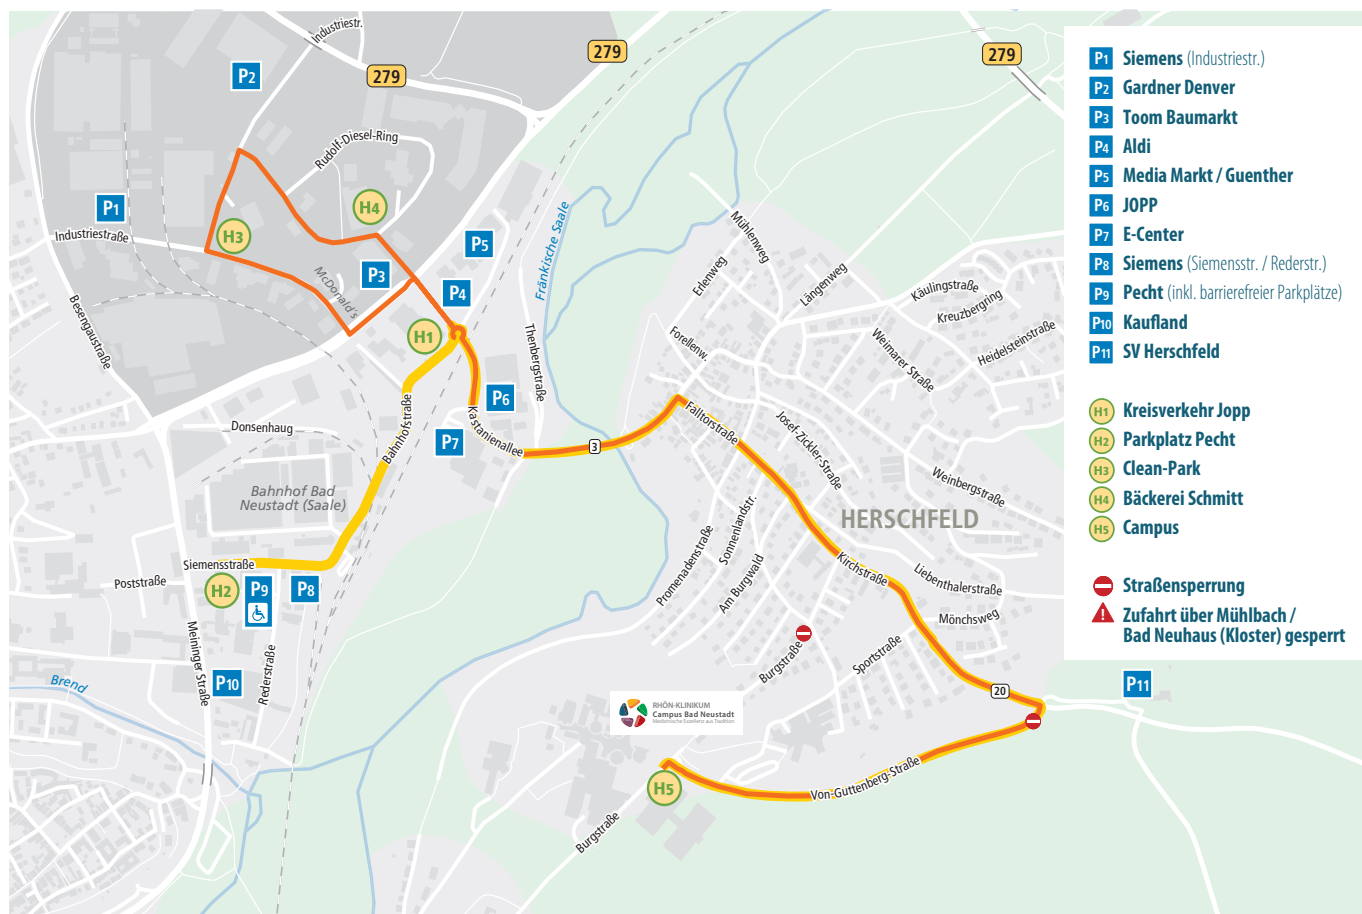 Industriestr.
279
279
279
P2
Rudolf-Diesel-Ring
P1
H4
H3
Industriestraße
P5
P3
McDonald's
P4
H1
Fränkische Saale
Thenbergstraße
Besengaustraße
Mühlenweg
Erlenweg
Längenweg
Käulingstraße
Kreuzbergring
Heidelsteinstraße
Weimarer Straße
Forellenw.
P6
P7
Kastanienallee
Bahnhofstraße
Donsenhaug
Bahnhof Bad
Neustadt (Saale)
3
Falltorstraße
Josef-Zickler-Straße
Weinbergstraße
HERSCHFELD
Sonnenlandstr.
Promenadenstraße
Am Burgwald
Kirchstraße
Liebenthalerstraße
Mönchsweg
Siemensstraße
Poststraße
H2
P9
P8
Meininger Straße
Rederstraße
P10
Brend
Burgstraße
Sportstraße
20
P11
RHÖN-KLINIKUM
Campus Bad Neustadt
Medizinische Exzellenz aus Tradition
H5
Von-Guttenberg-Straße
Burgstraße
P1 Siemens (Industriestr.)
P2 Gardner Denver
P3 Toom Baumarkt
P4 Aldi
P5 Media Markt / Guenther
P6 JOPP
P7 E-Center
P8 Siemens (Siemensstr. / Rederstr.)
P9 Pecht (inkl. barrierefreier Parkplätze)
P10 Kaufland
P11 SV Herschfeld
H1 Kreisverkehr Jopp
H2 Parkplatz Pecht
H3 Clean-Park
H4 Bäckerei Schmitt
H5 Campus
Straßensperrung
! Zufahrt über Mühlbach /
Bad Neuhaus (Kloster) gesperrt